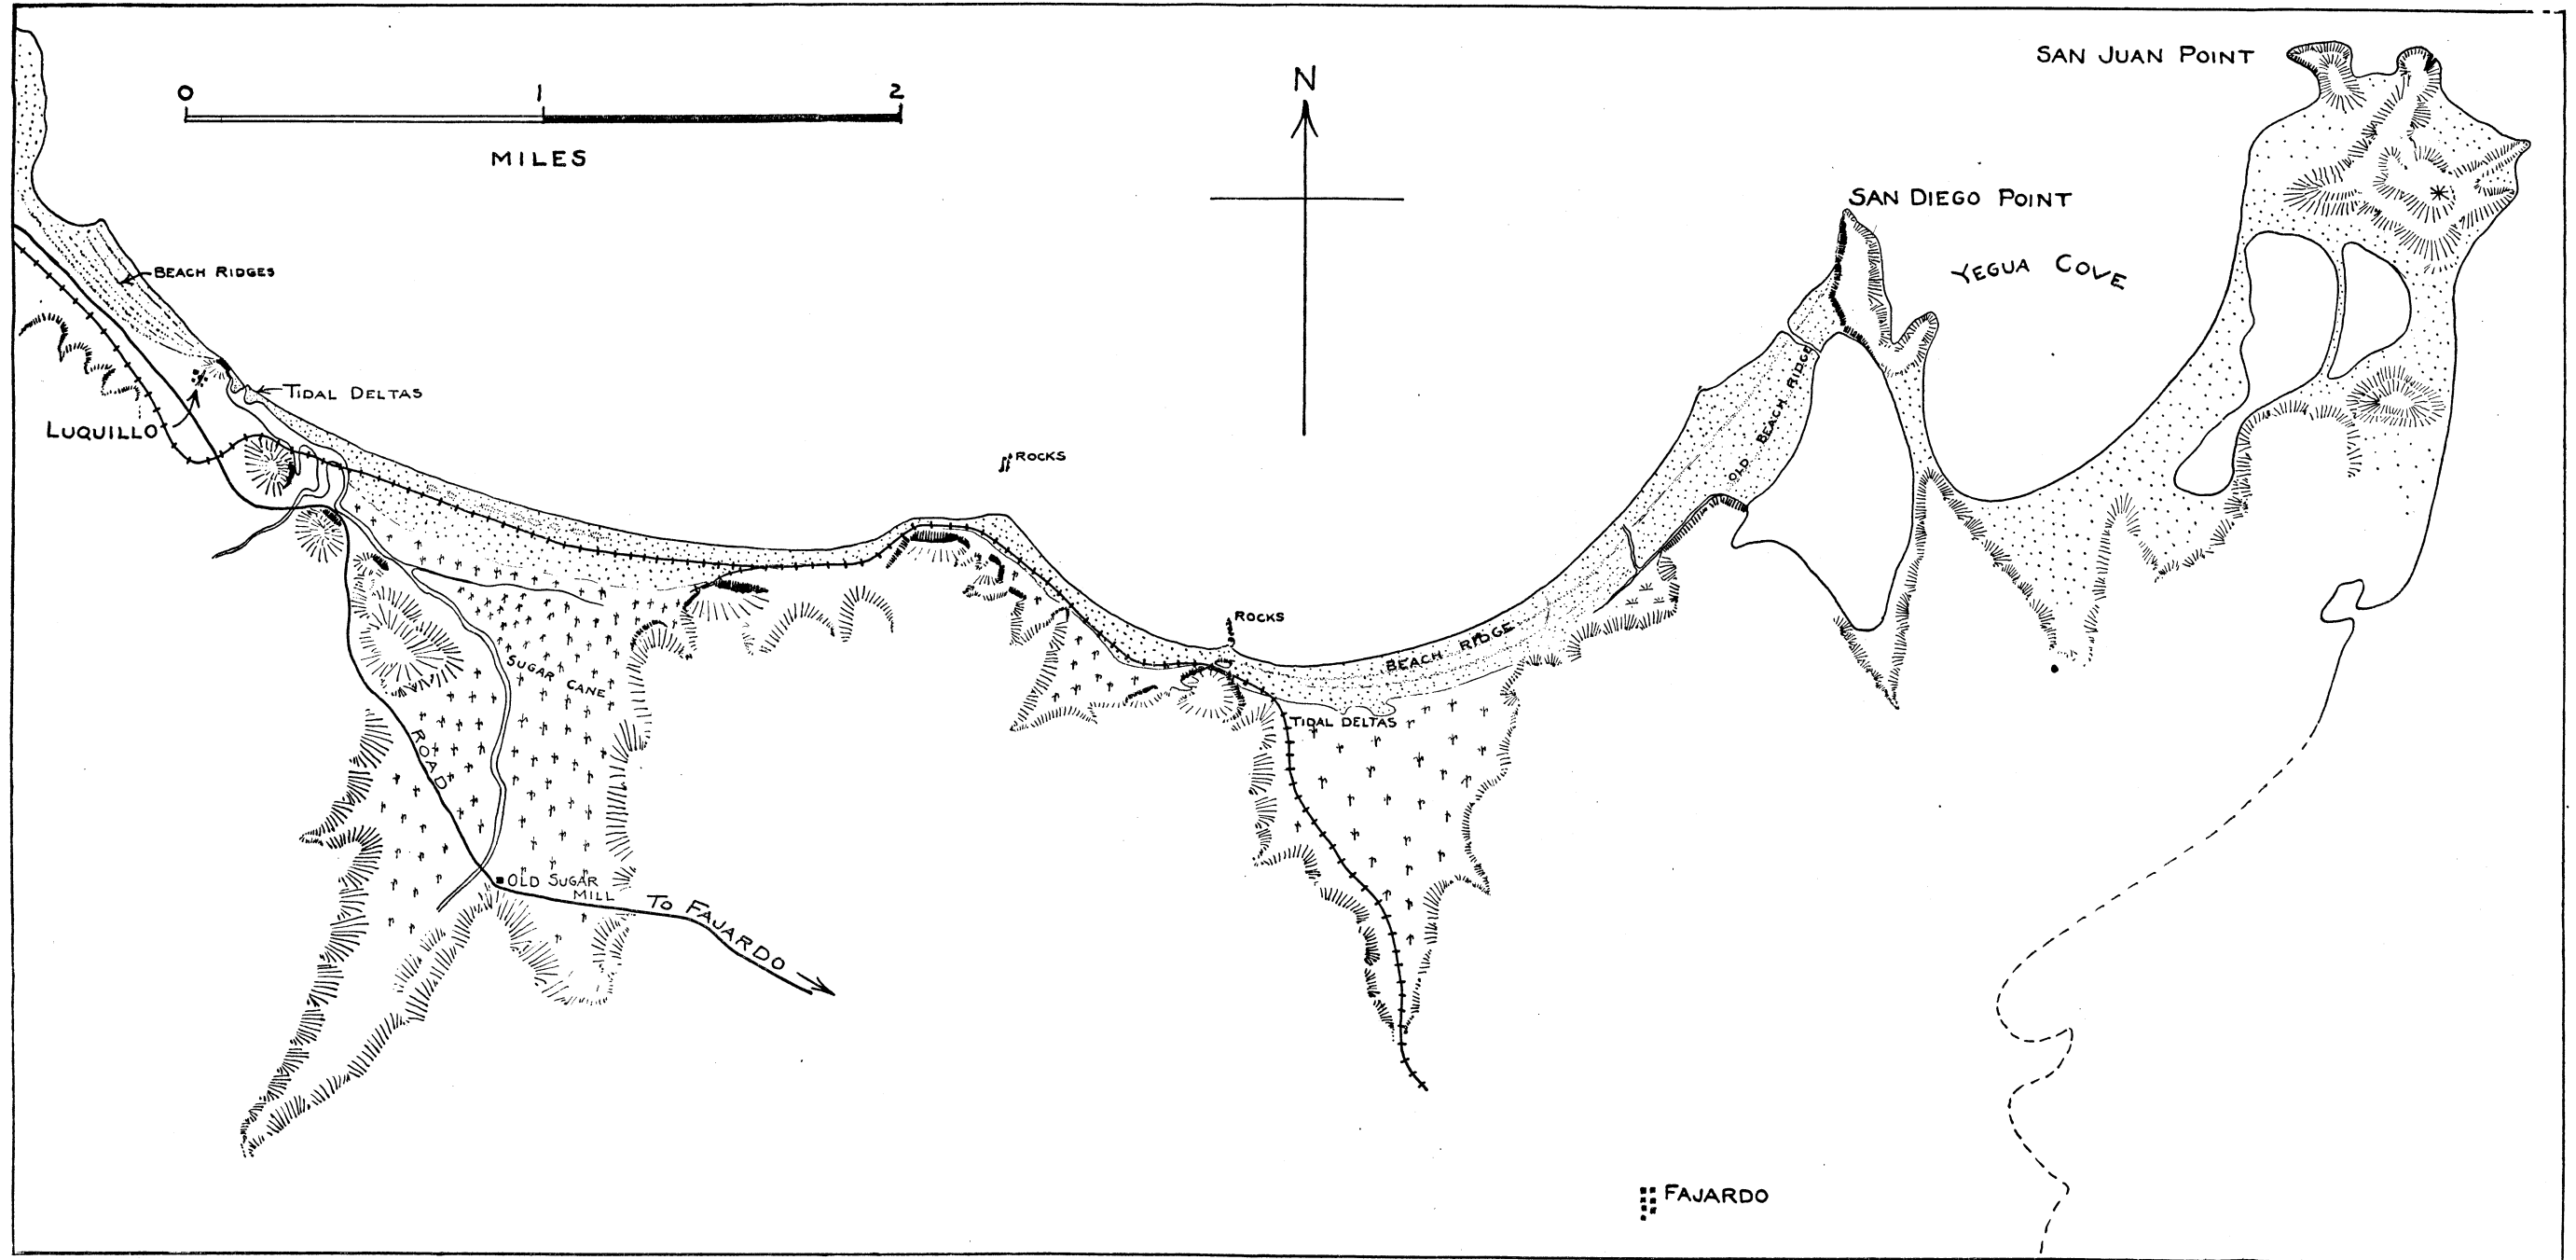 SAN JUAN POINT
0 1 2
MILES
N
SAN DIEGO POINT
YEGUA COVE
BEACH RIDGES
TIDAL DELTAS
LUQUILLO
ROCKS
OLD BEACH RIDGE
ROCKS
BEACH RIDGE
SUGAR CANE
TIDAL DELTAS
ROAD
OLD SUGAR
MILL
TO FAJARDO
FAJARDO